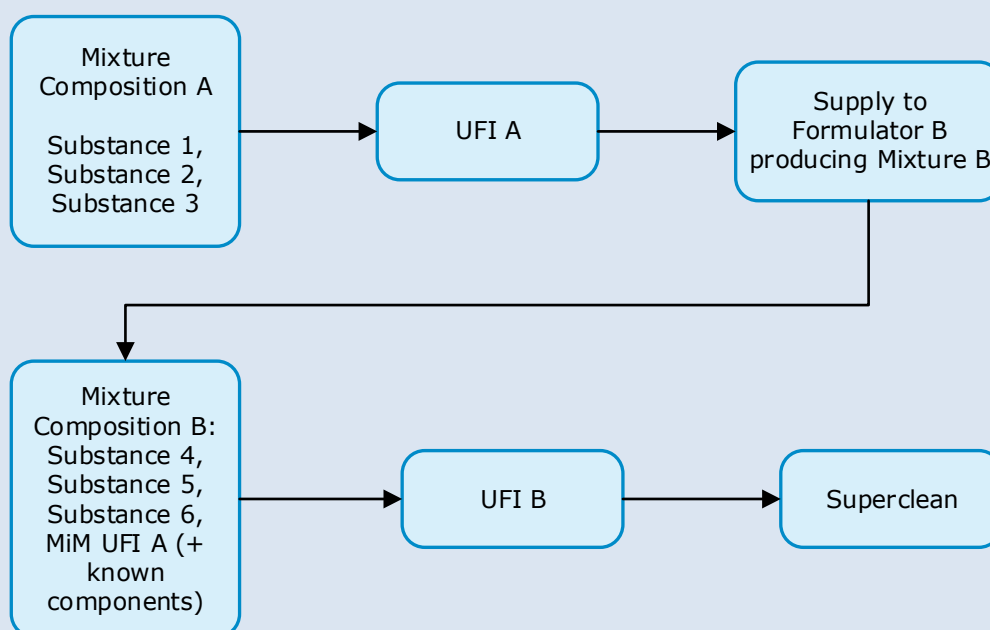 Mixture
Composition A
Substance 1,
Substance 2,
Substance 3
UFI A
Supply to
Formulator B
producing Mixture B
Mixture
Composition B:
Substance 4,
Substance 5,
Substance 6,
MiM UFI A (+
known
components)
UFI B
Superclean